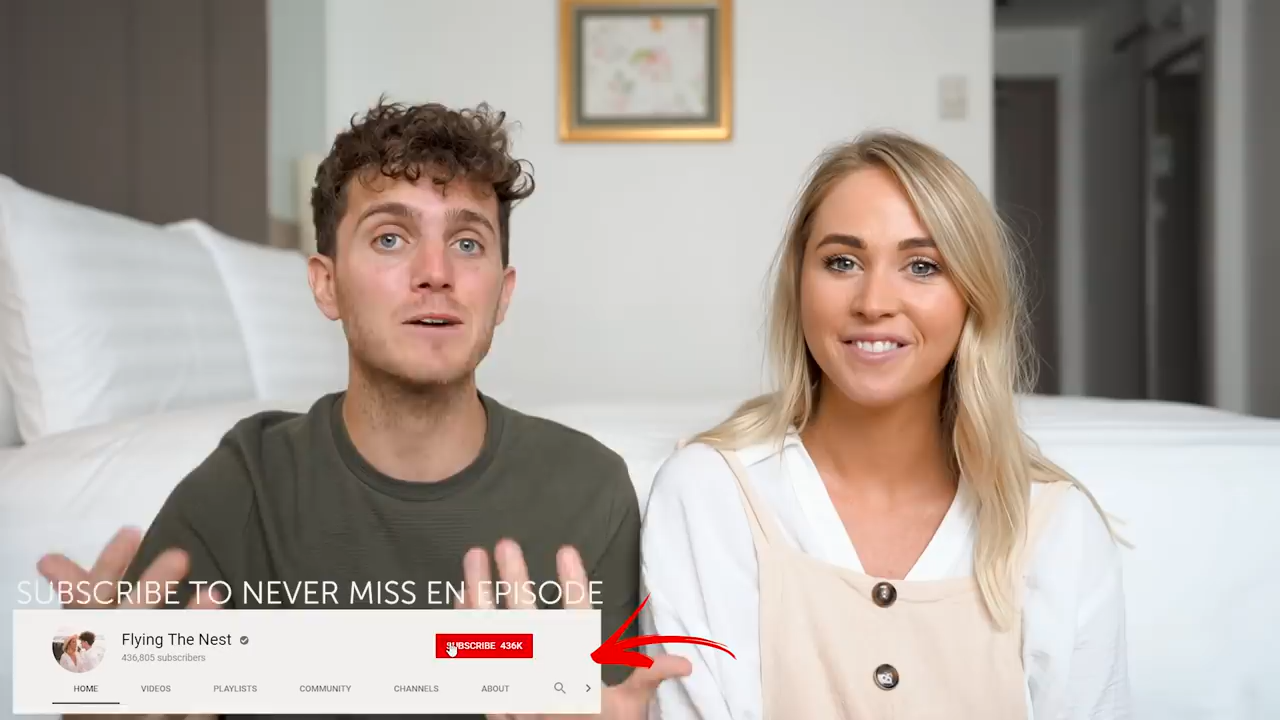 SUBSCRIBE TO NEVER MISS EN EPISODE
Flying The Nest
436,805 subscribers
SUBSCRIBE 436K
HOME VIDEOS PLAYLISTS COMMUNITY CHANNELS ABOUT